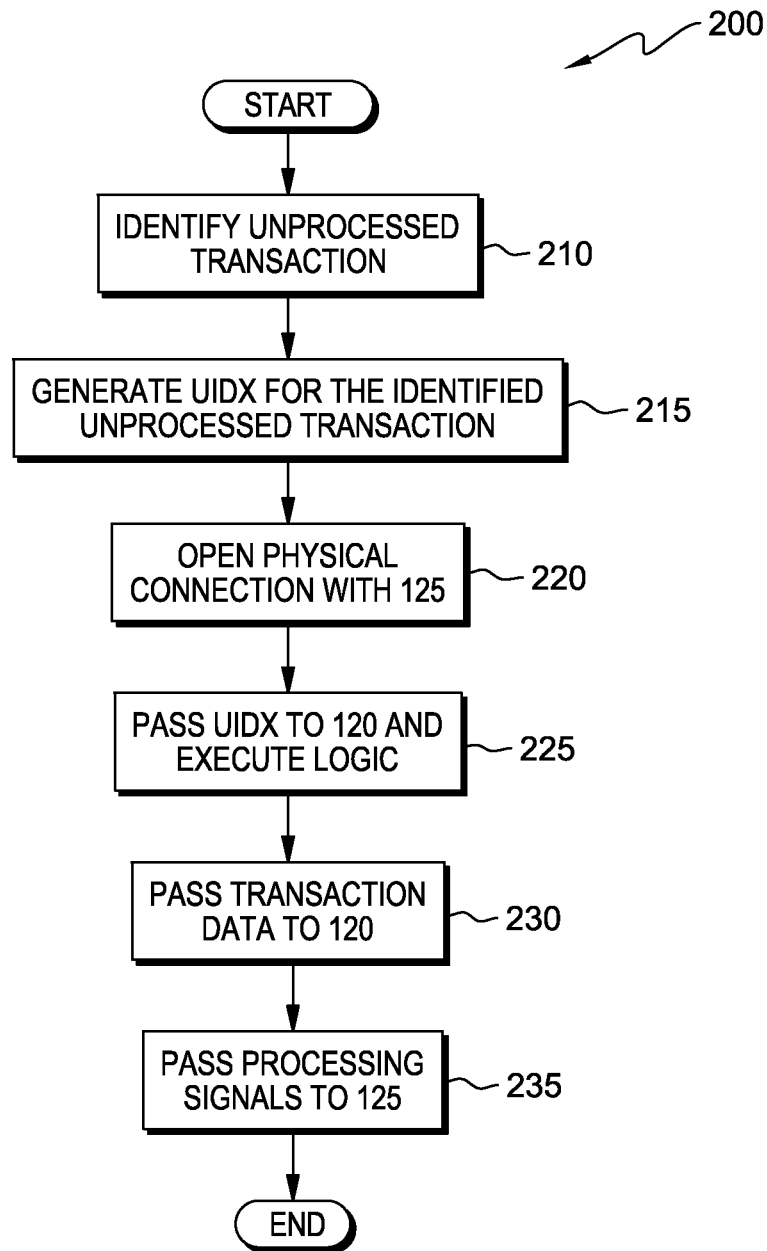 200
START
IDENTIFY UNPROCESSED
TRANSACTION
210
GENERATE UIDX FOR THE IDENTIFIED
UNPROCESSED TRANSACTION
215
OPEN PHYSICAL
CONNECTION WITH 125
220
PASS UIDX TO 120 AND
EXECUTE LOGIC
225
PASS TRANSACTION
DATA TO 120
230
PASS PROCESSING
SIGNALS TO 125
235
END